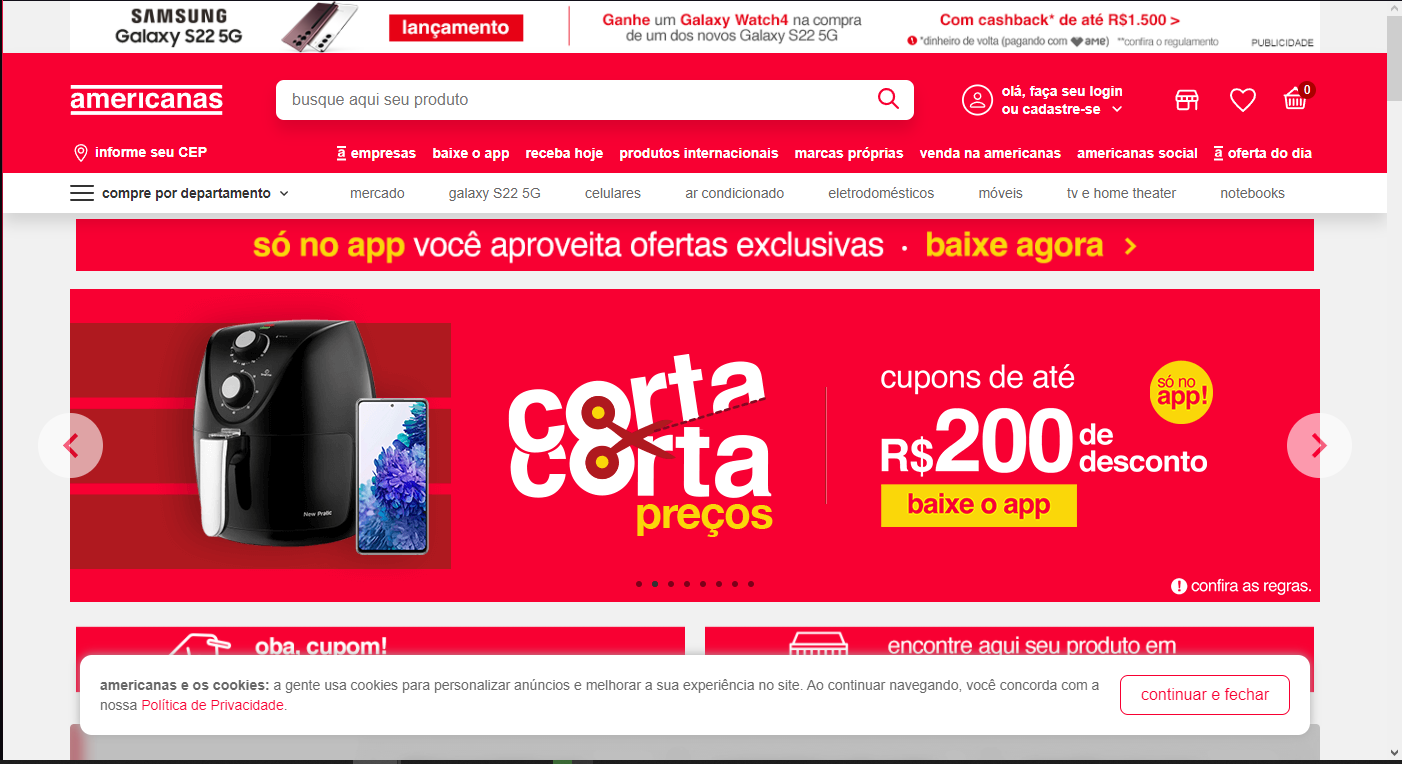 SAMSUNG
Galaxy S22 5G
lançamento
Ganhe um Galaxy Watch4 na compra
de um dos novos Galaxy S22 5G
Com cashback* de até R$1.500 >
*dinheiro de volta (pagando com ame) **confira o regulamento
PUBLICIDADE
americanas
busque aqui seu produto
olá, faça seu login
ou cadastre-se
0
informe seu CEP
a empresas
baixe o app
receba hoje
produtos internacionais
marcas próprias
venda na americanas
americanas social
a oferta do dia
compre por departamento
mercado
galaxy S22 5G
celulares
ar condicionado
eletrodomésticos
móveis
tv e home theater
notebooks
só no app você aproveita ofertas exclusivas · baixe agora >
New Pratic
corta
corta
preços
cupons de até
R$200 de desconto
só no
app!
baixe o app
! confira as regras.
oba, cupom!
encontre aqui seu produto em
americanas e os cookies: a gente usa cookies para personalizar anúncios e melhorar a sua experiência no site. Ao continuar navegando, você concorda com a
nossa Política de Privacidade.
continuar e fechar